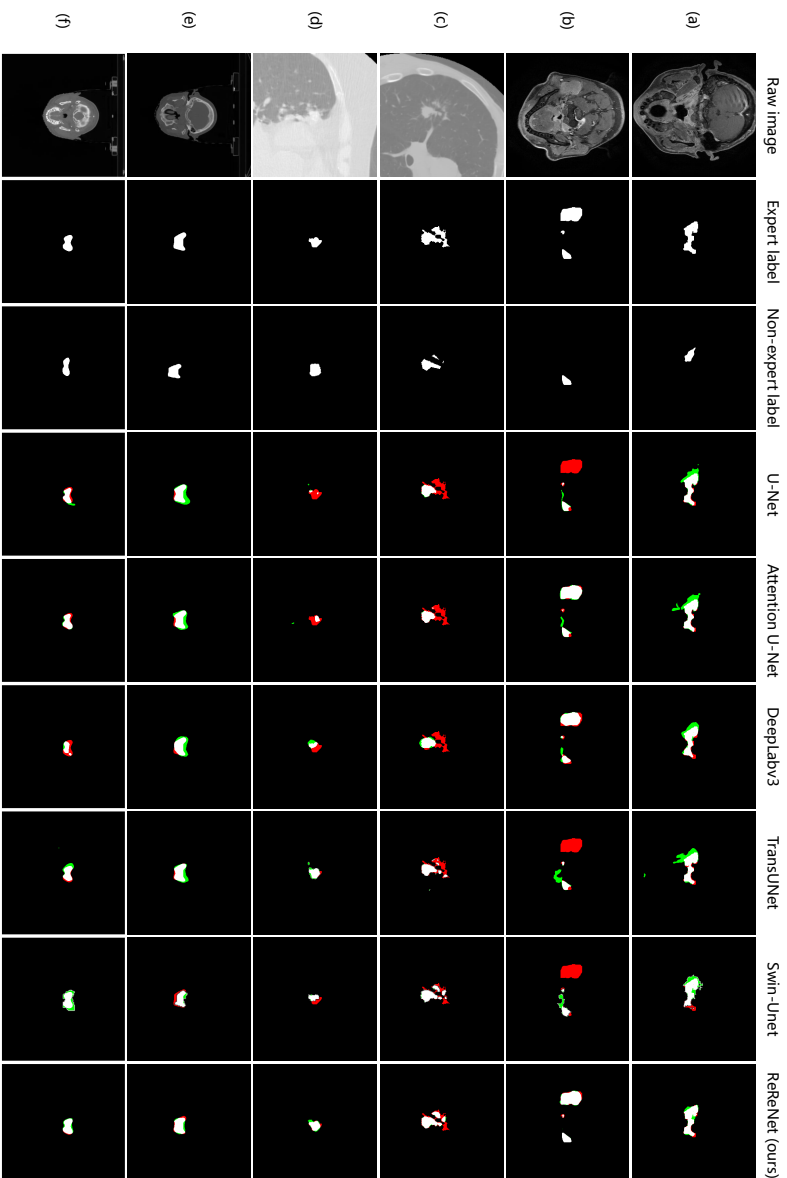 Raw image
Expert label
Non-expert label
U-Net
Attention U-Net
DeepLabv3
TransUNet
Swin-Unet
ReReNet (ours)
(a)
(b)
(c)
(d)
(e)
(f)